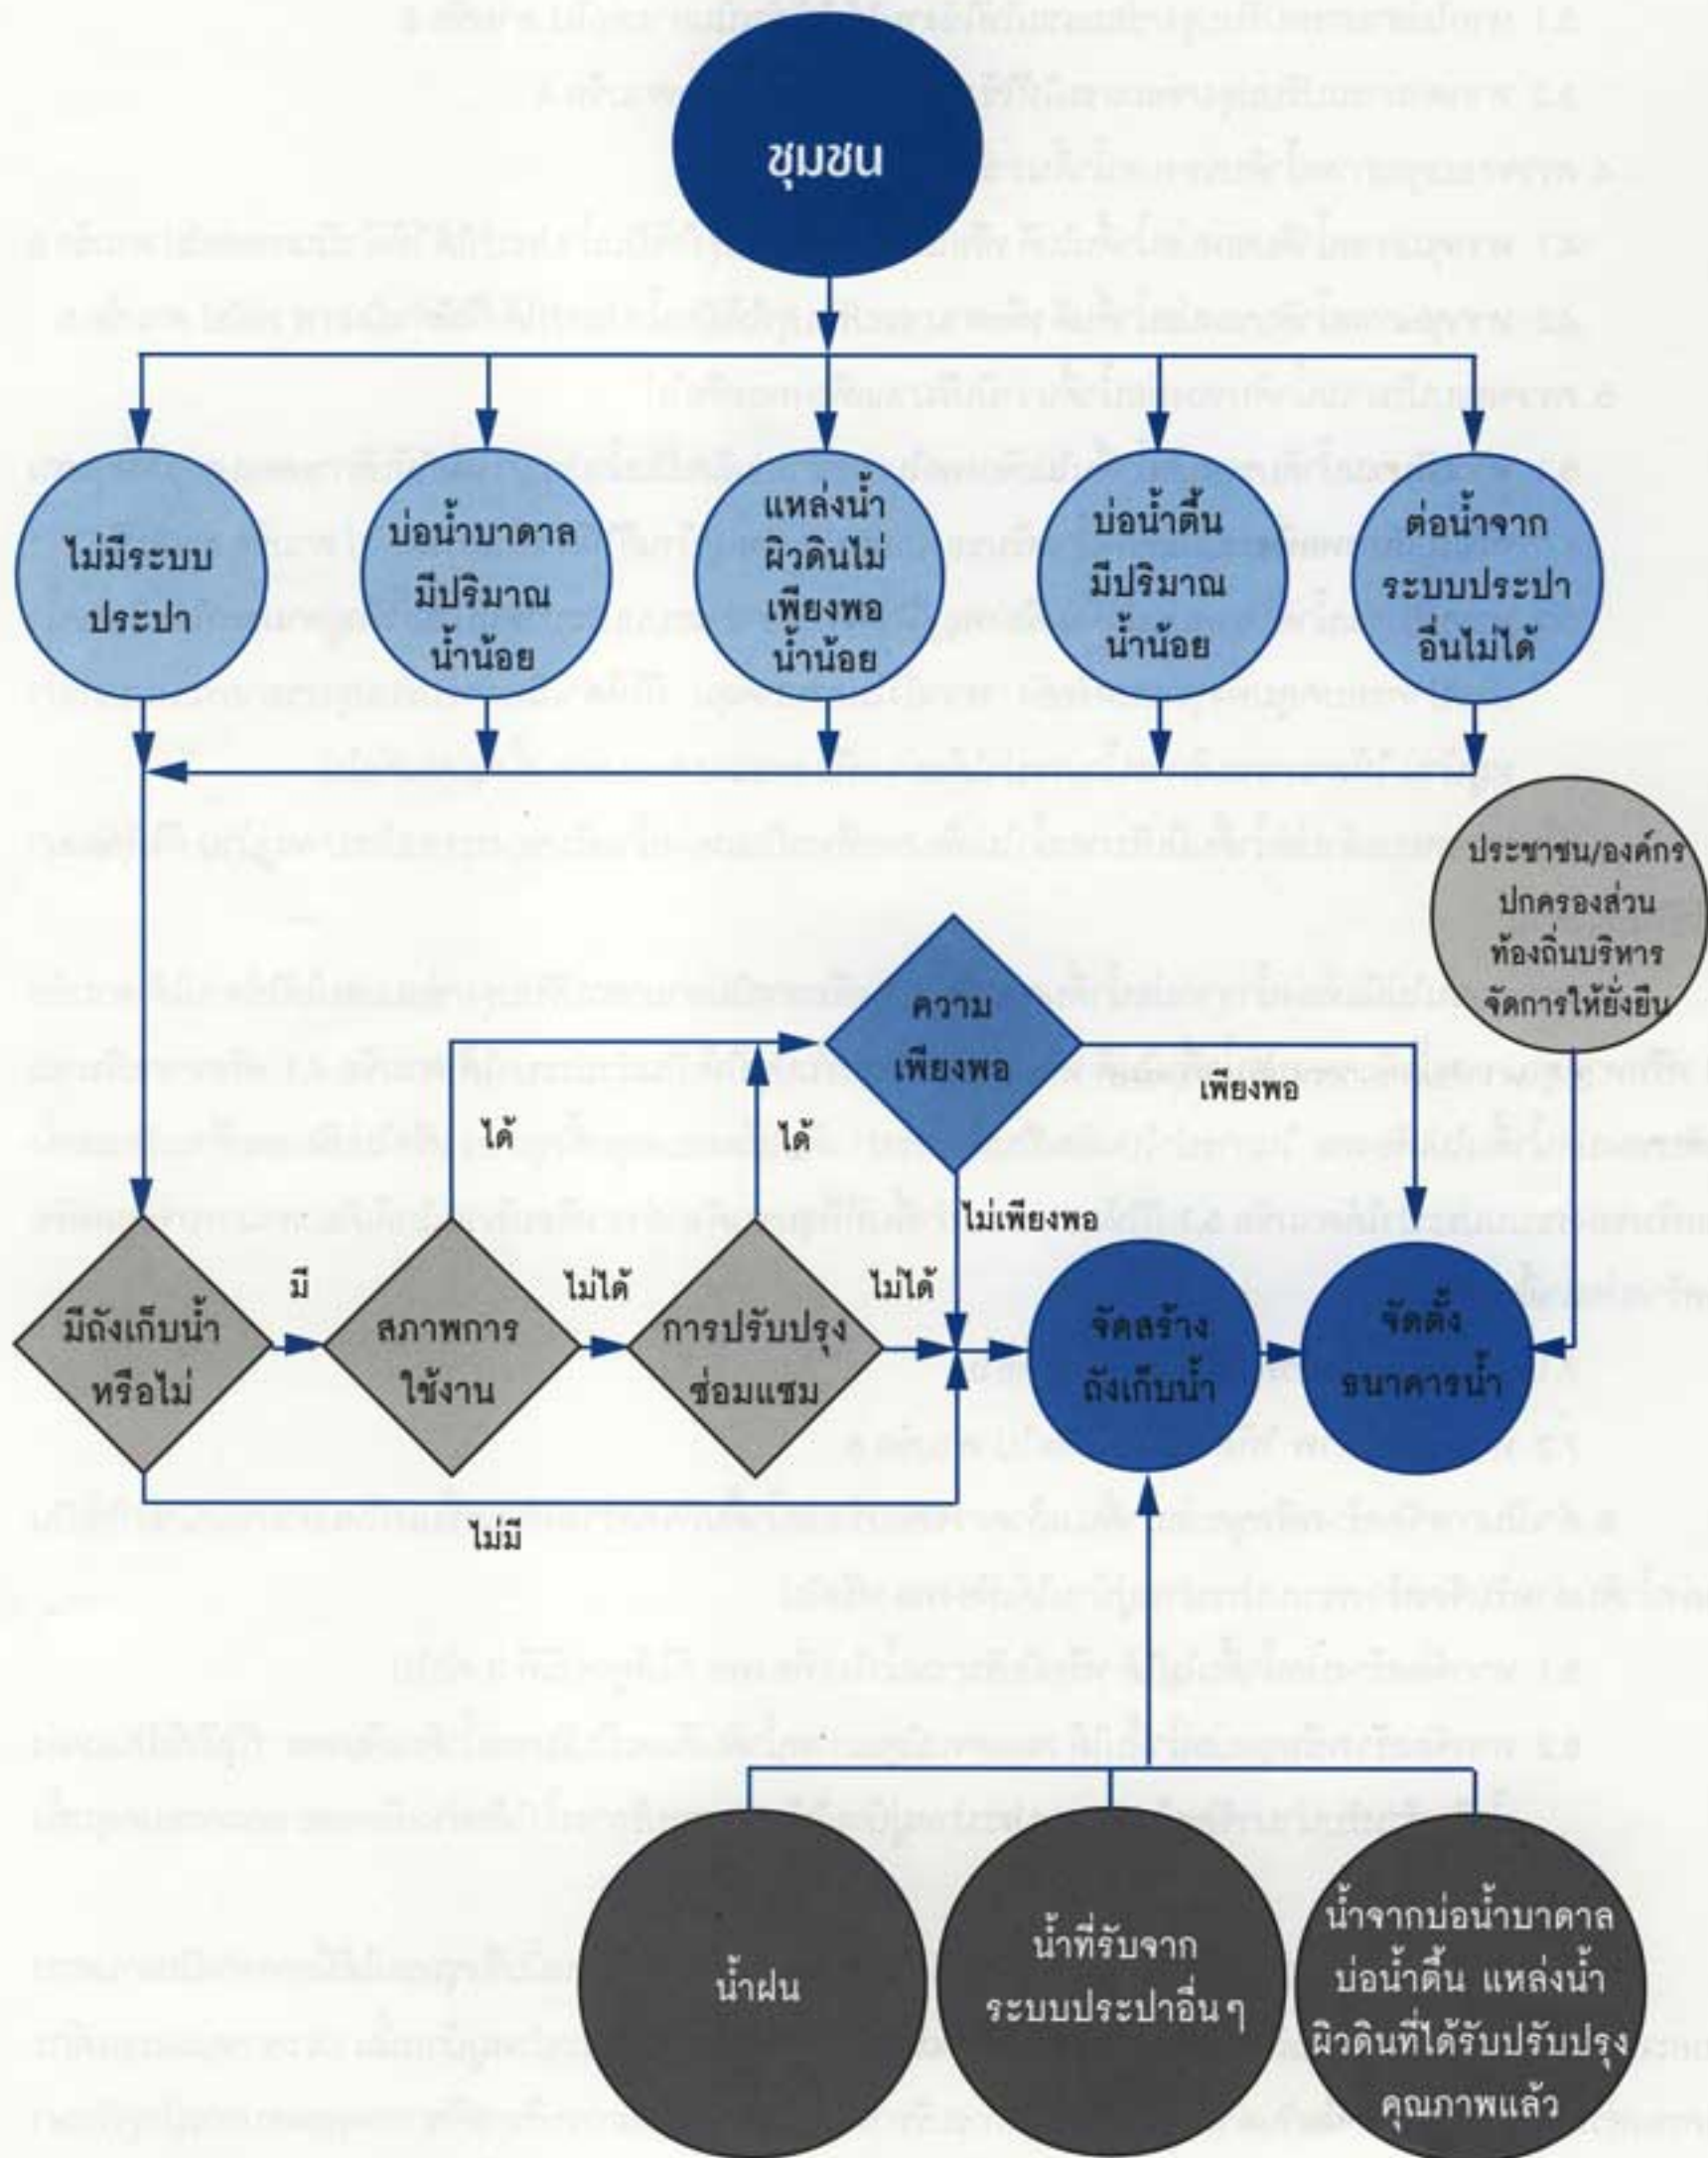 ชุมชน
ไม่มีระบบ
ประปา
บ่อน้ำบาดาล
มีปริมาณ
น้ำน้อย
แหล่งน้ำ
ผิวดินไม่
เพียงพอ
น้ำน้อย
บ่อน้ำตื้น
มีปริมาณ
น้ำน้อย
ต่อน้ำจาก
ระบบประปา
อื่นไม่ได้
ประชาชน/องค์กร
ปกครองส่วน
ท้องถิ่นบริหาร
จัดการให้ยั่งยืน
ความ
เพียงพอ
เพียงพอ
ได้
ได้
ไม่เพียงพอ
มีถังเก็บน้ำ
หรือไม่
มี
สภาพการ
ใช้งาน
ไม่ได้
การปรับปรุง
ซ่อมแซม
ไม่ได้
จัดสร้าง
ถังเก็บน้ำ
จัดตั้ง
ธนาคารน้ำ
ไม่มี
น้ำฝน
น้ำที่รับจาก
ระบบประปาอื่นๆ
น้ำจากบ่อน้ำบาดาล
บ่อน้ำตื้น แหล่งน้ำ
ผิวดินที่ได้รับปรับปรุง
คุณภาพแล้ว